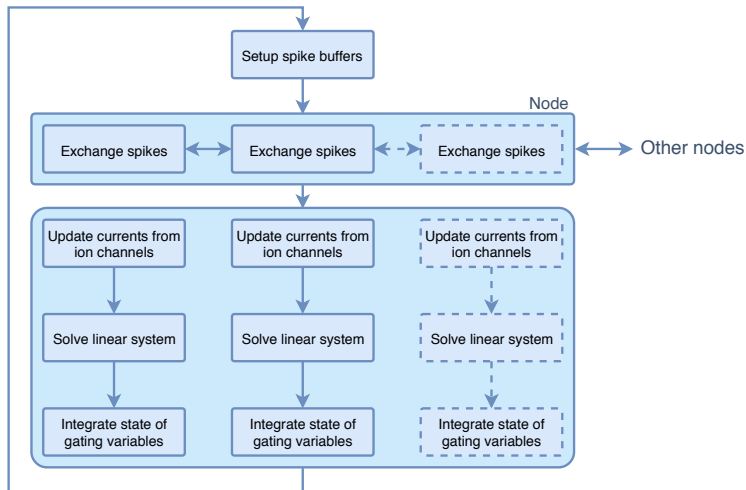 Setup spike buffers
Node
Exchange spikes
Exchange spikes
Exchange spikes
Other nodes
Update currents from
ion channels
Update currents from
ion channels
Update currents from
ion channels
Solve linear system
Solve linear system
Solve linear system
Integrate state of
gating variables
Integrate state of
gating variables
Integrate state of
gating variables